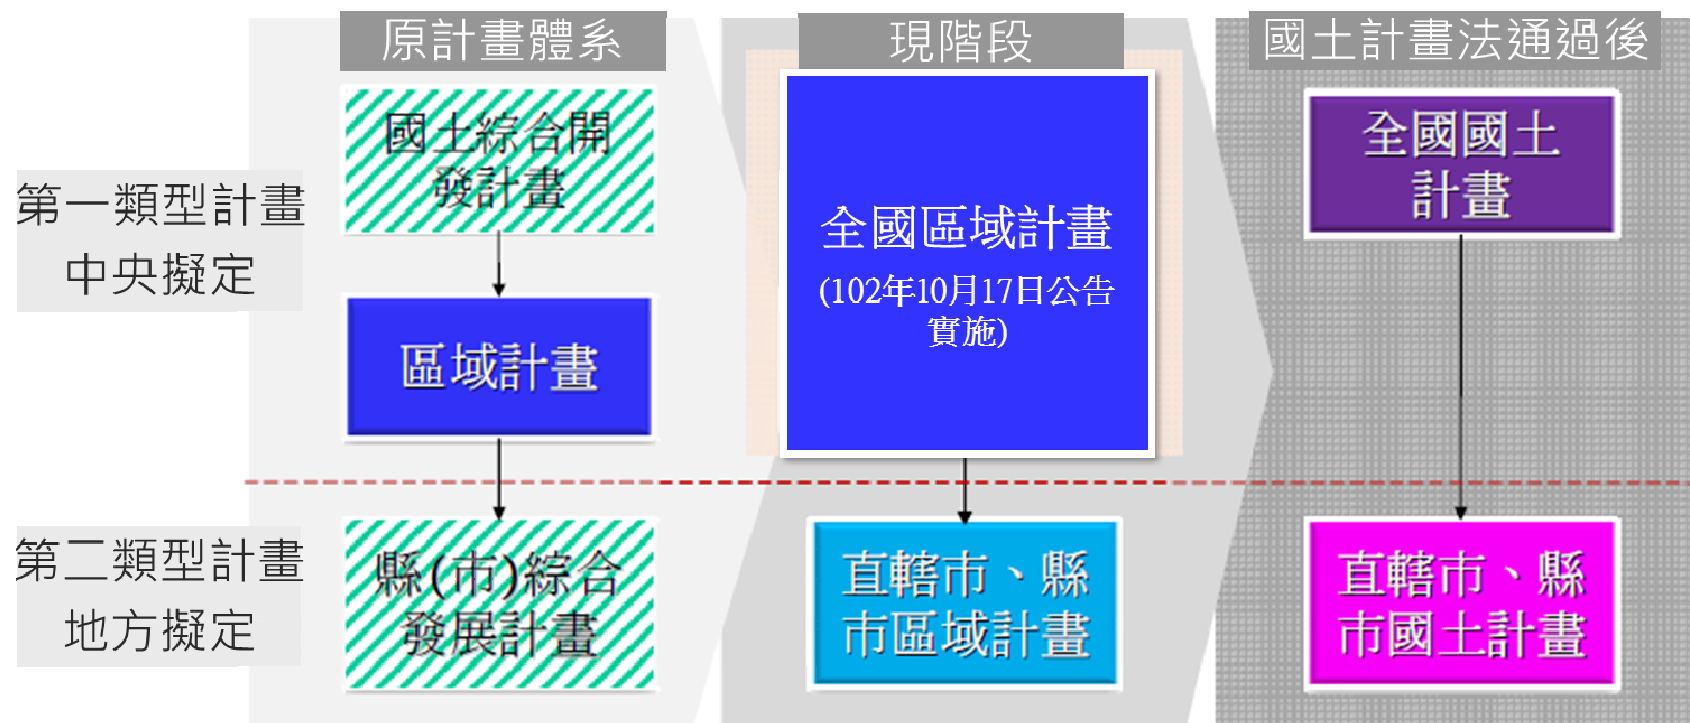 原計畫體系
現階段
國土計畫法通過後
第一類型計畫
中央擬定
國土綜合開
發計畫
區域計畫
全國區域計畫
(102年10月17日公告
實施)
全國國土
計畫
第二類型計畫
地方擬定
縣(市)綜合
發展計畫
直轄市、縣
市區域計畫
直轄市、縣
市國土計畫